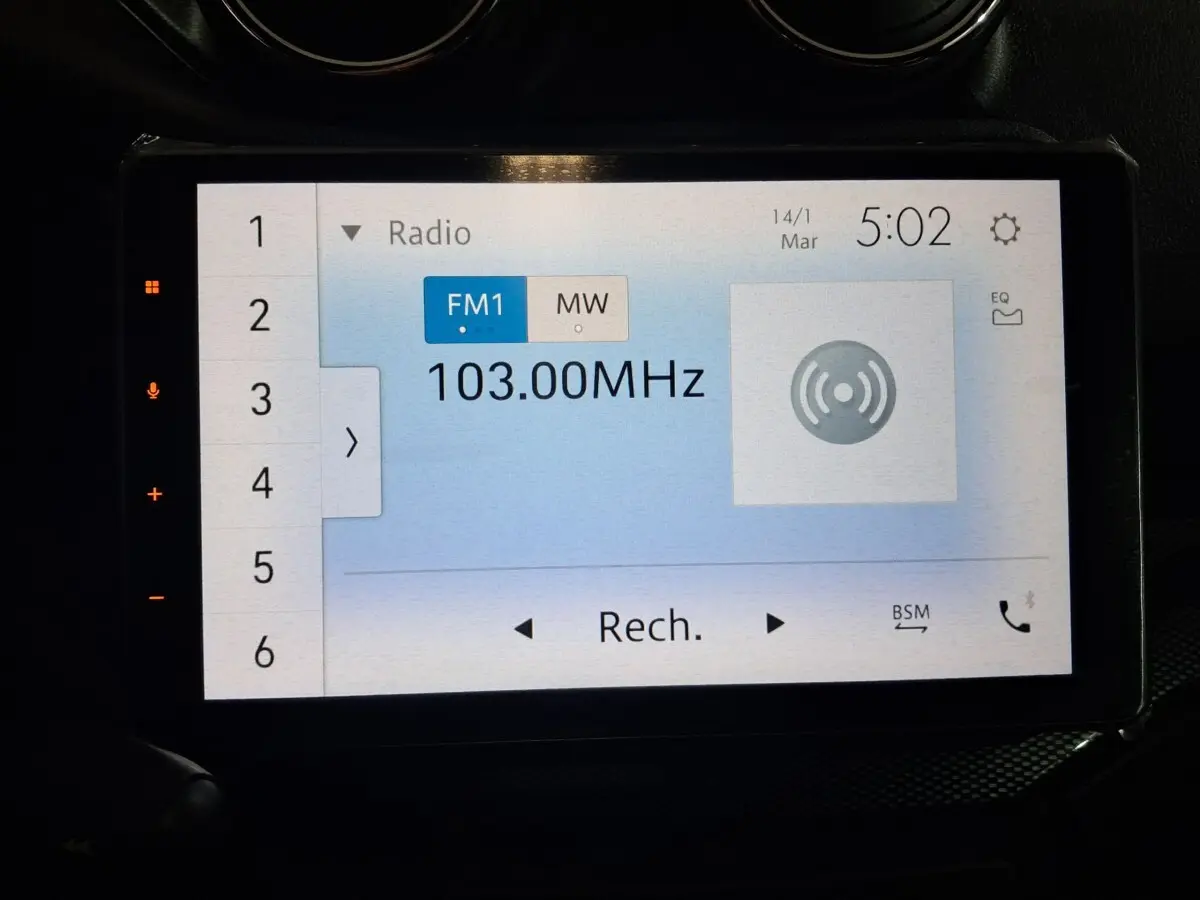 1
2
3
4
5
6
Radio
14/1
Mar
5:02
FM1
MW
EQ
103.00MHz
Rech.
BSM